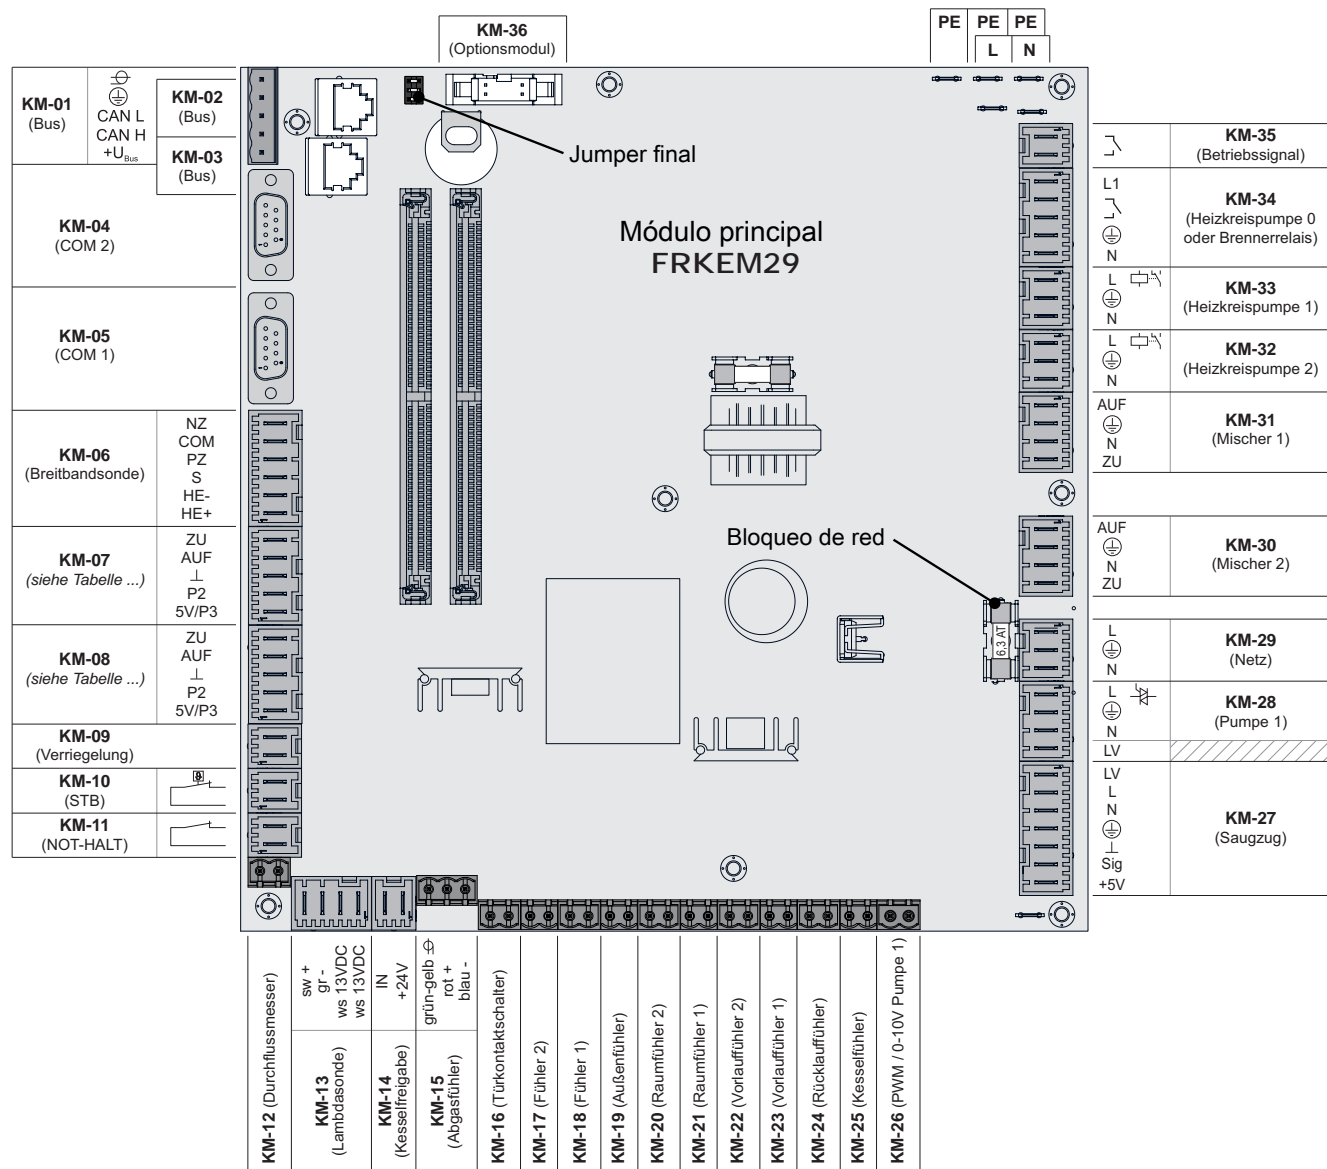 KM-36
(Optionsmodul)
PE PE PE
L N
KM-01
(Bus)
CAN L
CAN H
+UBus
KM-02
(Bus)
KM-03
(Bus)
KM-04
(COM 2)
KM-05
(COM 1)
KM-06
(Breitbandsonde)
NZ
COM
PZ
S
HE-
HE+
KM-07
(siehe Tabelle ...)
ZU
AUF
⊥
P2
5V/P3
KM-08
(siehe Tabelle ...)
ZU
AUF
⊥
P2
5V/P3
KM-09
(Verriegelung)
KM-10
(STB)
KM-11
(NOT-HALT)
Jumper final
Módulo principal
FRKEM29
Bloqueo de red
6,3 AT
KM-35
(Betriebssignal)
L1
N
KM-34
(Heizkreispumpe 0
oder Brennerrelais)
L
N
KM-33
(Heizkreispumpe 1)
L
N
KM-32
(Heizkreispumpe 2)
AUF
N
ZU
KM-31
(Mischer 1)
AUF
N
ZU
KM-30
(Mischer 2)
L
N
KM-29
(Netz)
L
N
LV
KM-28
(Pumpe 1)
LV
L
N
⊥
Sig
+5V
KM-27
(Saugzug)
KM-12 (Durchflussmesser)
sw +
gr -
ws 13VDC
ws 13VDC
KM-13
(Lambdasonde)
IN
+24V
KM-14
(Kesselfreigabe)
grün-gelb
rot +
blau -
KM-15
(Abgasfühler)
KM-16 (Türkontaktschalter)
KM-17 (Fühler 2)
KM-18 (Fühler 1)
KM-19 (Außenfühler)
KM-20 (Raumfühler 2)
KM-21 (Raumfühler 1)
KM-22 (Vorlauffühler 2)
KM-23 (Vorlauffühler 1)
KM-24 (Rücklauffühler)
KM-25 (Kesselfühler)
KM-26 (PWM / 0-10V Pumpe 1)